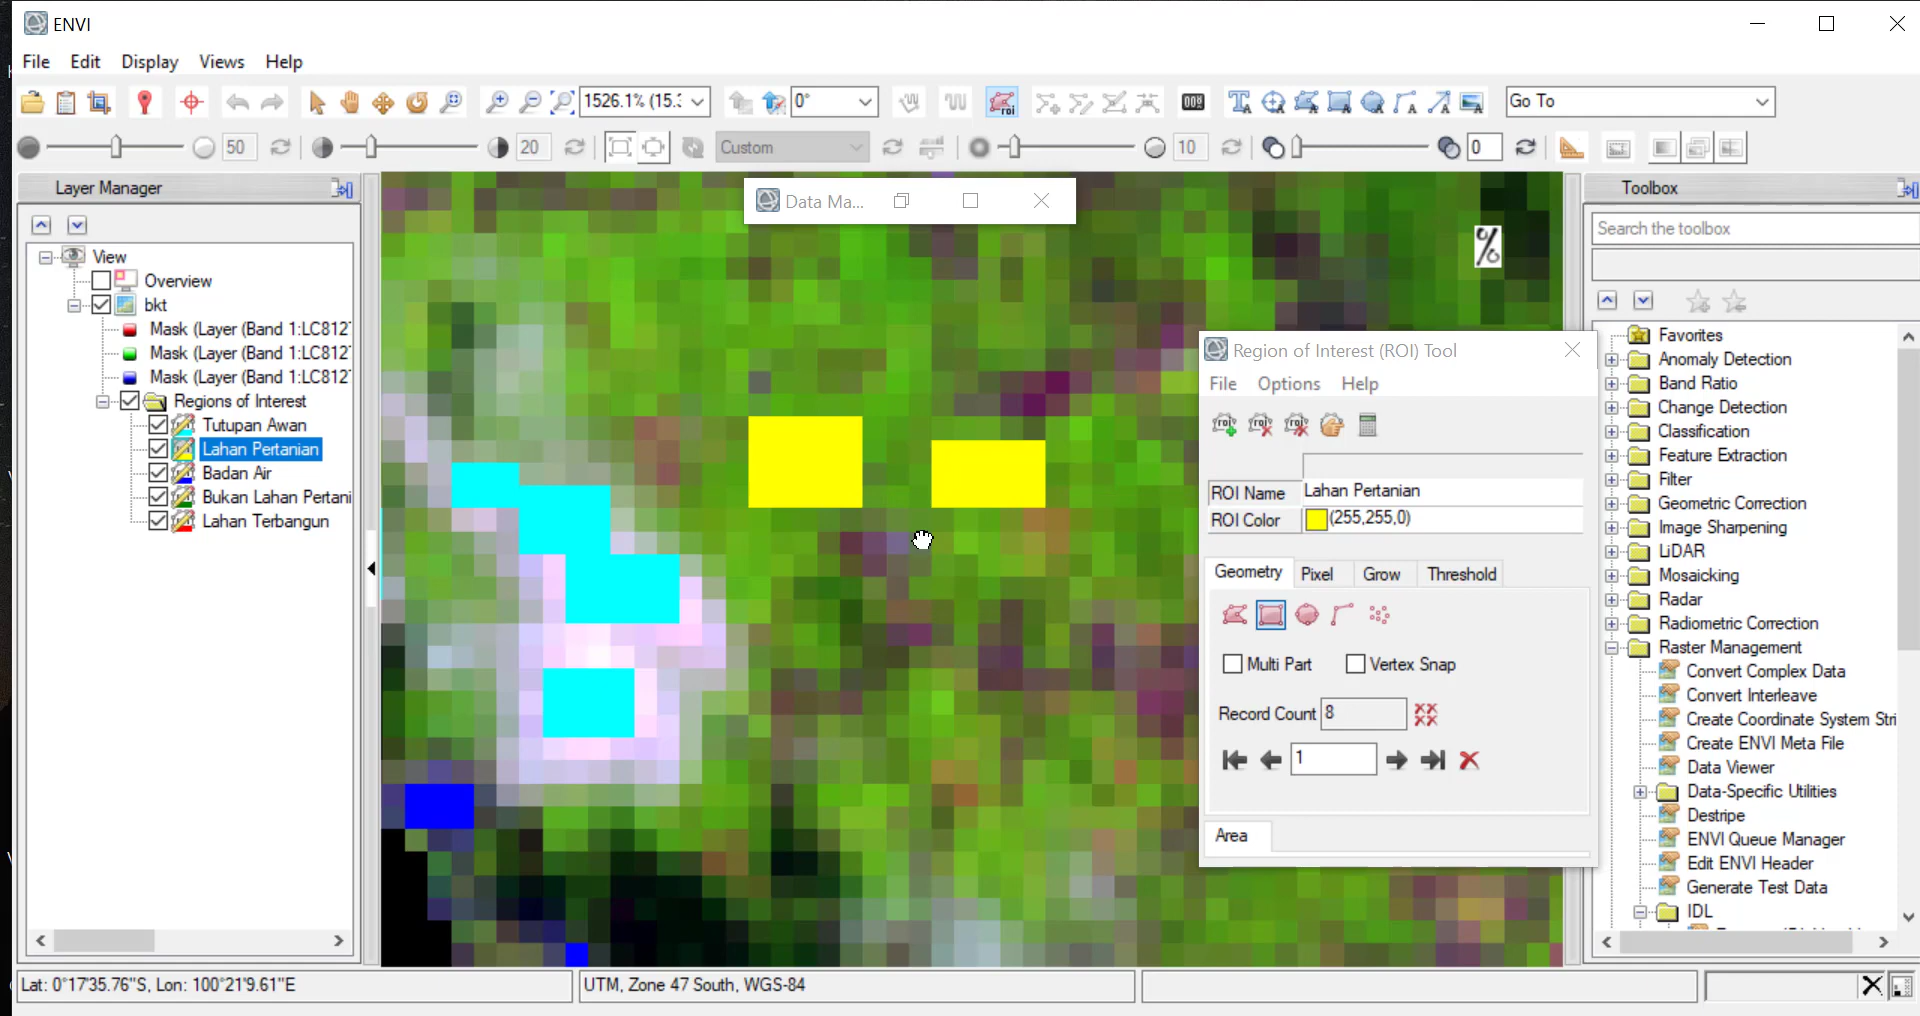 ENVI
File Edit Display Views Help
1526.1% (15.: 0° Go To
50 20 Custom 10 0
Layer Manager
View
Overview
bkt
Mask (Layer (Band 1:LC812
Mask (Layer (Band 1:LC812
Mask (Layer (Band 1:LC812
Regions of Interest
Tutupan Awan
Lahan Pertanian
Badan Air
Bukan Lahan Pertani
Lahan Terbangun
Data Ma...
Region of Interest (ROI) Tool
File Options Help
ROI Name Lahan Pertanian
ROI Color (255,255,0)
Geometry Pixel Grow Threshold
Multi Part Vertex Snap
Record Count 8
1
Area
Toolbox
Search the toolbox
Favorites
Anomaly Detection
Band Ratio
Change Detection
Classification
Feature Extraction
Filter
Geometric Correction
Image Sharpening
LiDAR
Mosaicking
Radar
Radiometric Correction
Raster Management
Convert Complex Data
Convert Interleave
Create Coordinate System Stri
Create ENVI Meta File
Data Viewer
Data-Specific Utilities
Destripe
ENVI Queue Manager
Edit ENVI Header
Generate Test Data
IDL
Lat: 0°17'35.76"S, Lon: 100°21'9.61"E
UTM, Zone 47 South, WGS-84